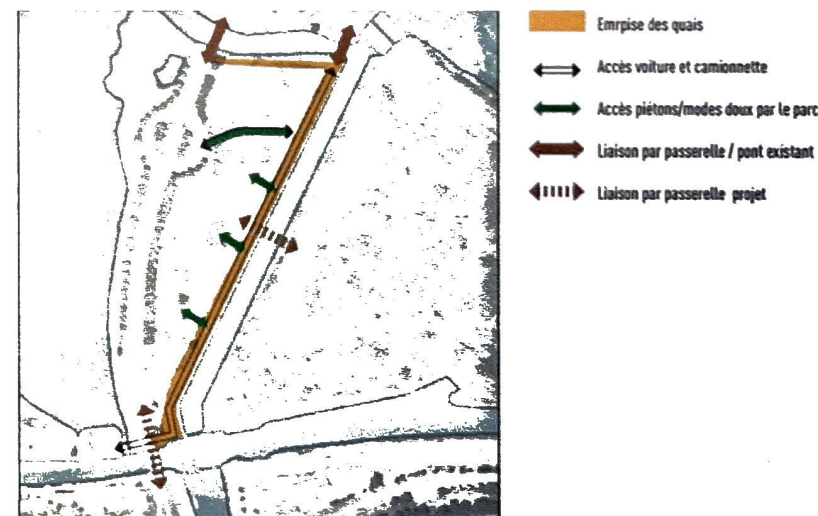 Emrpise des quais
Accès voiture et camionnette
Accès piétons/modes doux par le parc
Liaison par passerelle / pont existant
Liaison par passerelle projet